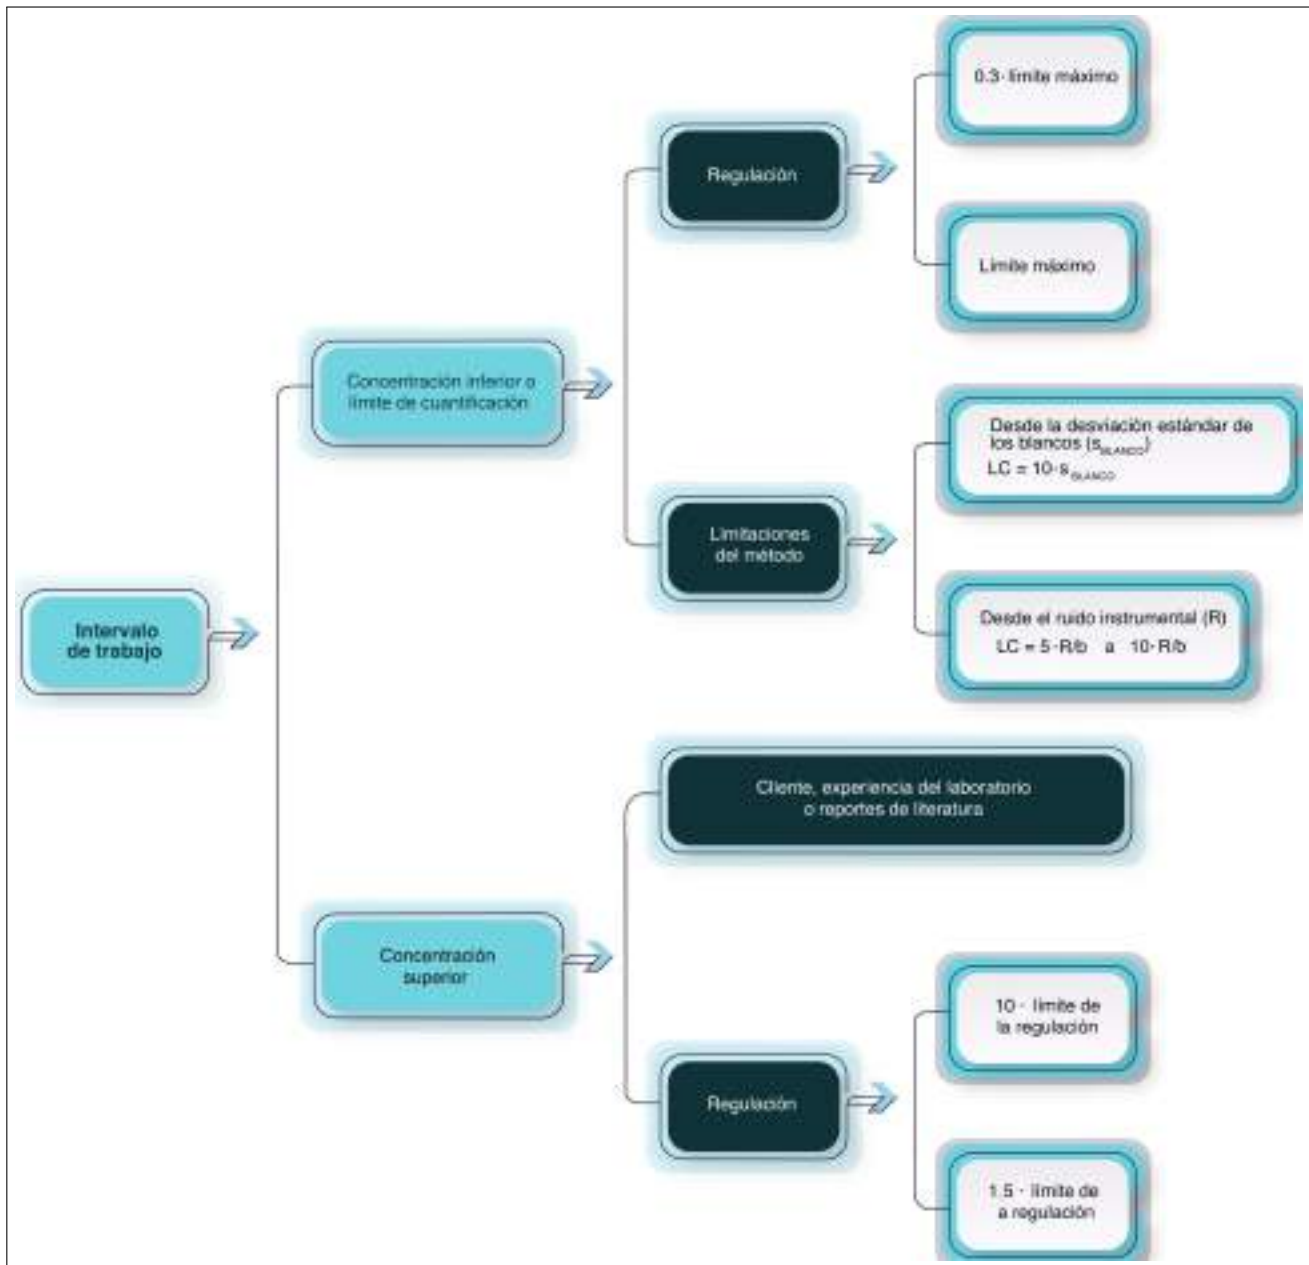 0.3· límite máximo
Regulación
Límite máximo
Concentración inferior o
límite de cuantificación
Desde la desviación estándar de
los blancos (s_BLANCO)
LC = 10·s_BLANCO
Limitaciones
del método
Desde el ruido instrumental (R)
LC = 5·R/b a 10·R/b
Intervalo
de trabajo
Cliente, experiencia del laboratorio
o reportes de literatura
Concentración
superior
10 · límite de
la regulación
Regulación
1.5 · límite de
a regulación